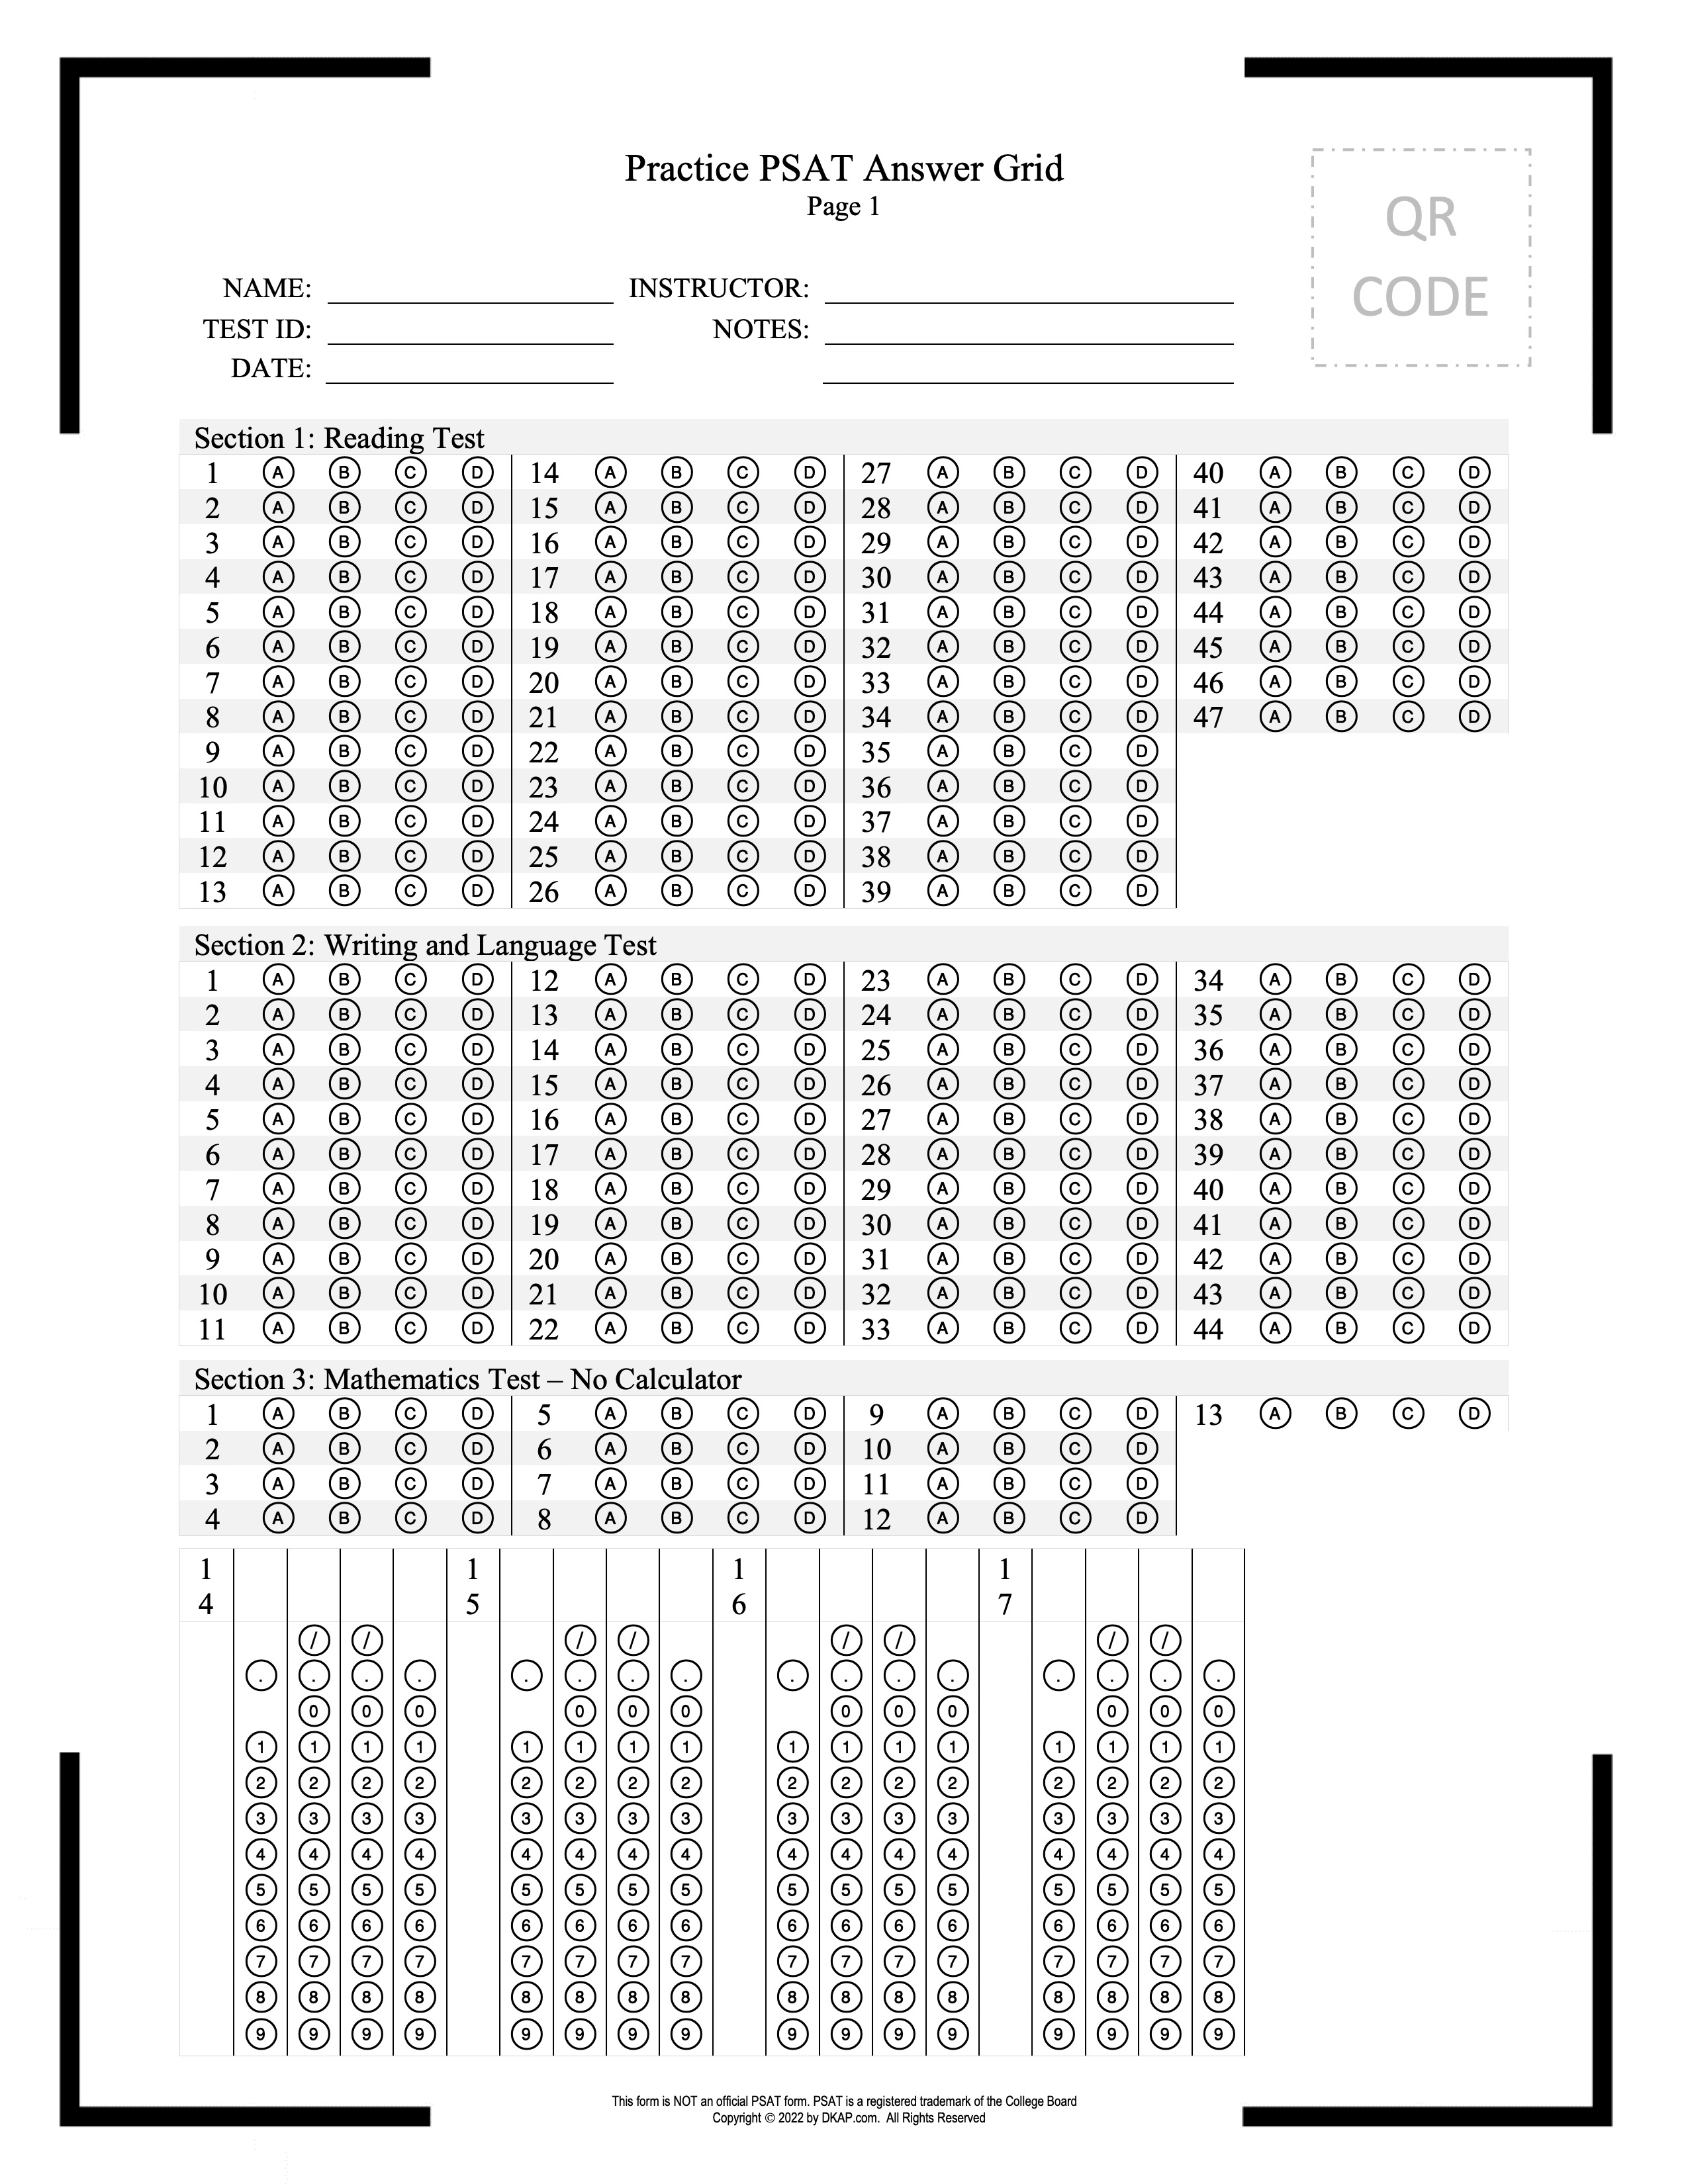 Practice PSAT Answer Grid
Page 1
QR
CODE
NAME: INSTRUCTOR:
TEST ID: NOTES:
DATE:
Section 1: Reading Test
1 A B C D 14 A B C D 27 A B C D 40 A B C D
2 A B C D 15 A B C D 28 A B C D 41 A B C D
3 A B C D 16 A B C D 29 A B C D 42 A B C D
4 A B C D 17 A B C D 30 A B C D 43 A B C D
5 A B C D 18 A B C D 31 A B C D 44 A B C D
6 A B C D 19 A B C D 32 A B C D 45 A B C D
7 A B C D 20 A B C D 33 A B C D 46 A B C D
8 A B C D 21 A B C D 34 A B C D 47 A B C D
9 A B C D 22 A B C D 35 A B C D
10 A B C D 23 A B C D 36 A B C D
11 A B C D 24 A B C D 37 A B C D
12 A B C D 25 A B C D 38 A B C D
13 A B C D 26 A B C D 39 A B C D
Section 2: Writing and Language Test
1 A B C D 12 A B C D 23 A B C D 34 A B C D
2 A B C D 13 A B C D 24 A B C D 35 A B C D
3 A B C D 14 A B C D 25 A B C D 36 A B C D
4 A B C D 15 A B C D 26 A B C D 37 A B C D
5 A B C D 16 A B C D 27 A B C D 38 A B C D
6 A B C D 17 A B C D 28 A B C D 39 A B C D
7 A B C D 18 A B C D 29 A B C D 40 A B C D
8 A B C D 19 A B C D 30 A B C D 41 A B C D
9 A B C D 20 A B C D 31 A B C D 42 A B C D
10 A B C D 21 A B C D 32 A B C D 43 A B C D
11 A B C D 22 A B C D 33 A B C D 44 A B C D
Section 3: Mathematics Test – No Calculator
1 A B C D 5 A B C D 9 A B C D 13 A B C D
2 A B C D 6 A B C D 10 A B C D
3 A B C D 7 A B C D 11 A B C D
4 A B C D 8 A B C D 12 A B C D
1 1 1 1
4 5 6 7
/ / / / / / / /
. . . . . . . . . . . . . . . .
0 0 0 0 0 0 0 0 0 0 0 0
1 1 1 1 1 1 1 1 1 1 1 1 1 1 1 1
2 2 2 2 2 2 2 2 2 2 2 2 2 2 2 2
3 3 3 3 3 3 3 3 3 3 3 3 3 3 3 3
4 4 4 4 4 4 4 4 4 4 4 4 4 4 4 4
5 5 5 5 5 5 5 5 5 5 5 5 5 5 5 5
6 6 6 6 6 6 6 6 6 6 6 6 6 6 6 6
7 7 7 7 7 7 7 7 7 7 7 7 7 7 7 7
8 8 8 8 8 8 8 8 8 8 8 8 8 8 8 8
9 9 9 9 9 9 9 9 9 9 9 9 9 9 9 9
This form is NOT an official PSAT form. PSAT is a registered trademark of the College Board
Copyright © 2022 by DKAP.com. All Rights Reserved